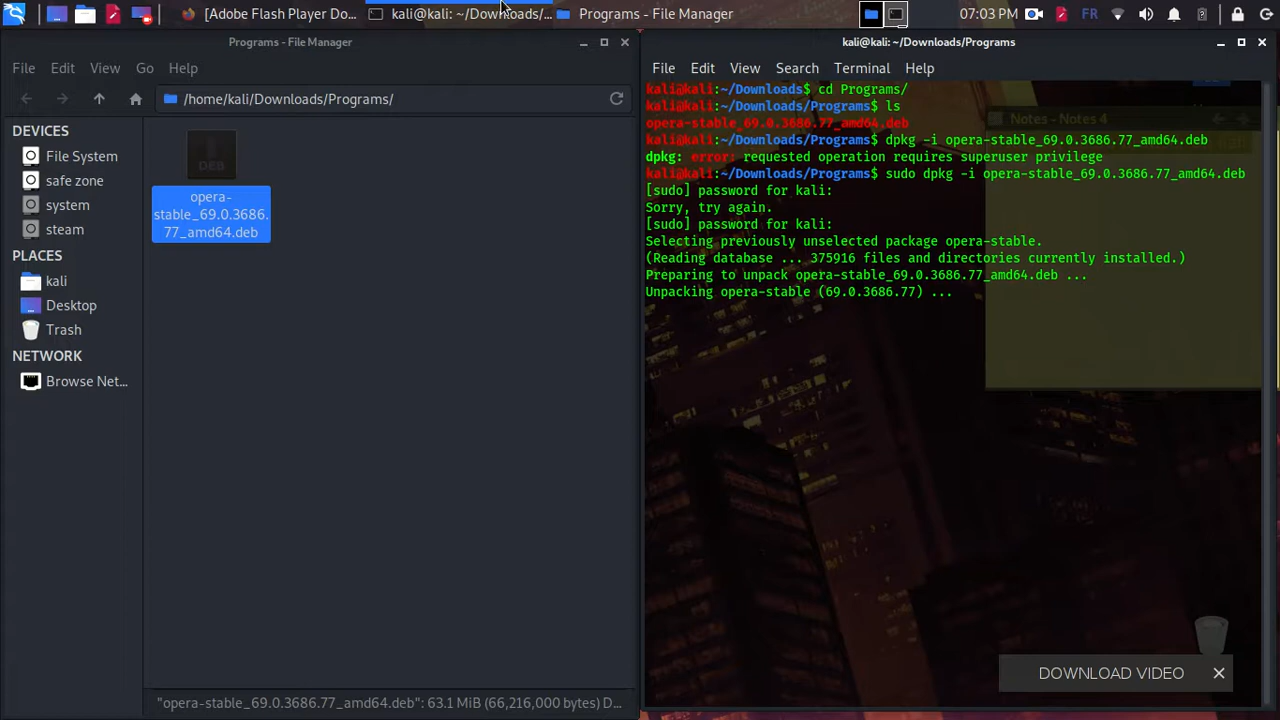 [Adobe Flash Player Do...
kali@kali: ~/Downloads/...
Programs - File Manager
07:03 PM
FR
Programs - File Manager
File Edit View Go Help
/home/kali/Downloads/Programs/
DEVICES
File System
safe zone
system
steam
PLACES
kali
Desktop
Trash
NETWORK
Browse Net...
DEB
opera-
stable_69.0.3686.
77_amd64.deb
"opera-stable_69.0.3686.77_amd64.deb": 63.1 MiB (66,216,000 bytes) D...
kali@kali: ~/Downloads/Programs
File Edit View Search Terminal Help
kali@kali:~/Downloads$ cd Programs/
kali@kali:~/Downloads/Programs$ ls
opera-stable_69.0.3686.77_amd64.deb
kali@kali:~/Downloads/Programs$ dpkg -i opera-stable_69.0.3686.77_amd64.deb
dpkg: error: requested operation requires superuser privilege
kali@kali:~/Downloads/Programs$ sudo dpkg -i opera-stable_69.0.3686.77_amd64.deb
[sudo] password for kali:
Sorry, try again.
[sudo] password for kali:
Selecting previously unselected package opera-stable.
(Reading database ... 375916 files and directories currently installed.)
Preparing to unpack opera-stable_69.0.3686.77_amd64.deb ...
Unpacking opera-stable (69.0.3686.77) ...
Notes - Notes 4
DOWNLOAD VIDEO